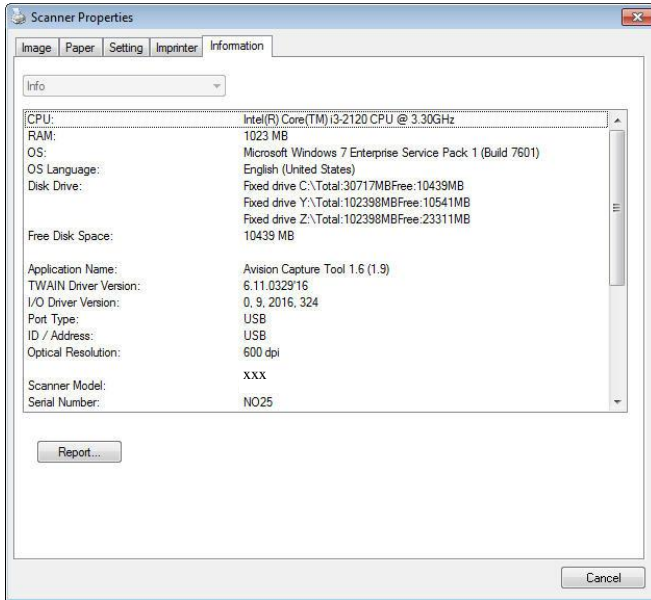 Scanner Properties
Image Paper Setting Imprinter Information
Info
CPU: Intel(R) Core(TM) i3-2120 CPU @ 3.30GHz
RAM: 1023 MB
OS: Microsoft Windows 7 Enterprise Service Pack 1 (Build 7601)
OS Language: English (United States)
Disk Drive: Fixed drive C:\Total:30717MBFree:10439MB
Fixed drive Y:\Total:102398MBFree:10541MB
Fixed drive Z:\Total:102398MBFree:23311MB
Free Disk Space: 10439 MB
Application Name: Avision Capture Tool 1.6 (1.9)
TWAIN Driver Version: 6.11.0329'16
I/O Driver Version: 0, 9, 2016, 324
Port Type: USB
ID / Address: USB
Optical Resolution: 600 dpi
Scanner Model: xxx
Serial Number: NO25
Report...
Cancel